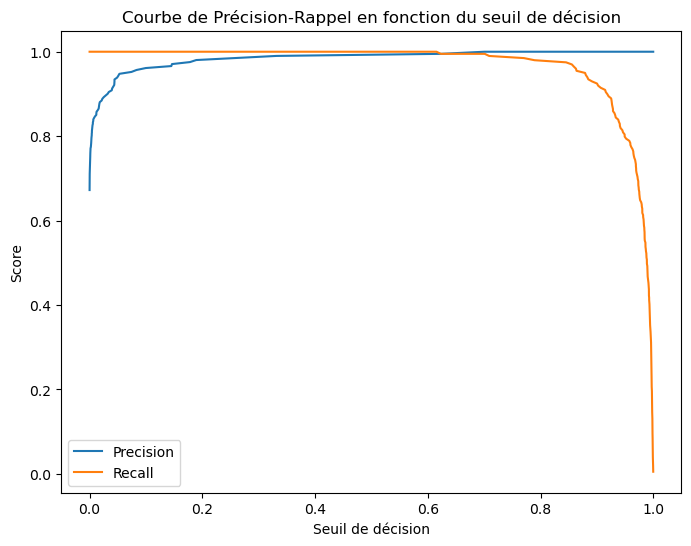 Courbe de Précision-Rappel en fonction du seuil de décision
1.0
0.8
0.6
0.4
0.2
0.0
Score
Precision
Recall
0.0 0.2 0.4 0.6 0.8 1.0
Seuil de décision